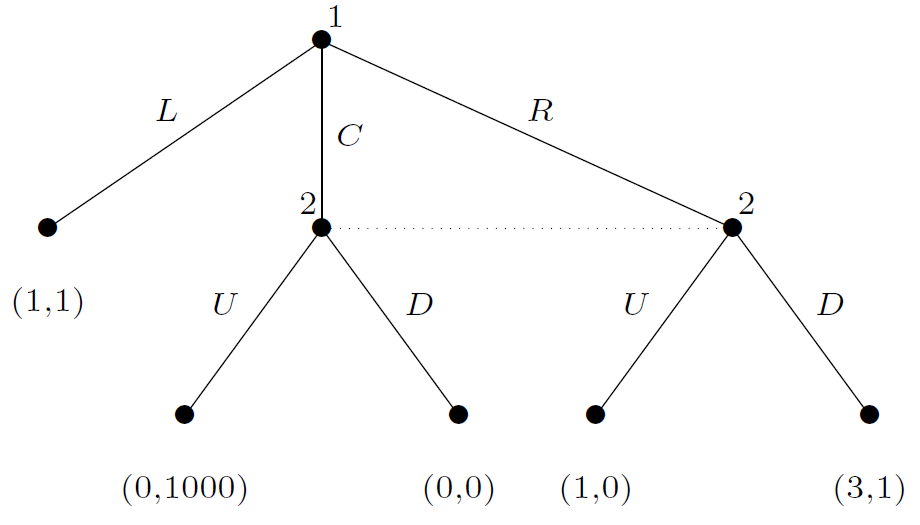 1
L
C
R
2
2
(1,1)
U
D
U
D
(0,1000)
(0,0)
(1,0)
(3,1)